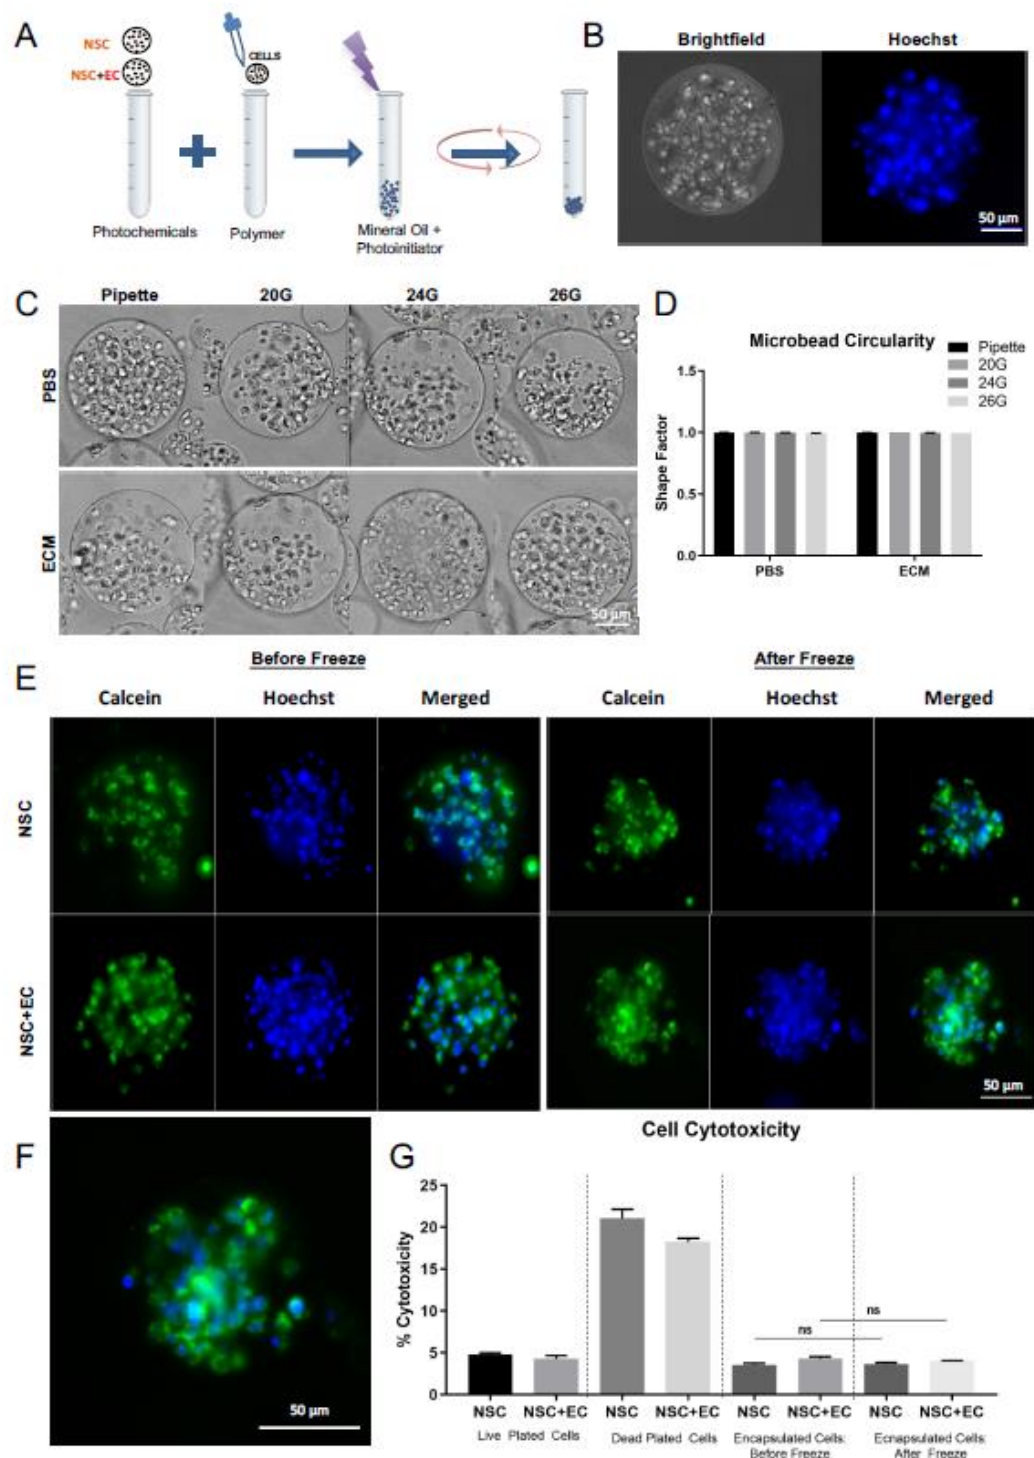 A
NSC
NSC+EC
CELLS
Photochemicals
Polymer
Mineral Oil +
Photoinitiator
B
Brightfield
Hoechst
50 µm
C
Pipette
20G
24G
26G
PBS
ECM
50 µm
D
Microbead Circularity
Pipette
20G
24G
26G
Shape Factor
1.5
1.0
0.5
0.0
PBS
ECM
E
Before Freeze
After Freeze
Calcein
Hoechst
Merged
Calcein
Hoechst
Merged
NSC
NSC+EC
50 µm
F
50 µm
G
Cell Cytotoxicity
% Cytotoxicity
25
20
15
10
5
0
ns
ns
NSC NSC+EC NSC NSC+EC NSC NSC+EC NSC NSC+EC
Live Plated Cells
Dead Plated Cells
Encapsulated Cells:
Before Freeze
Ecnapsulated Cells:
After Freeze